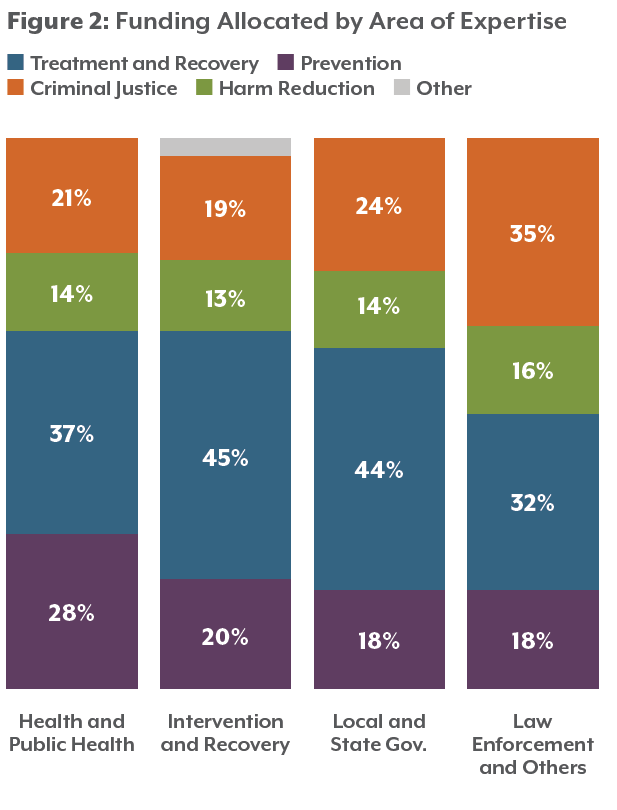 Figure 2: Funding Allocated by Area of Expertise
Treatment and Recovery
Prevention
Criminal Justice
Harm Reduction
Other
21%
14%
37%
28%
19%
13%
45%
20%
24%
14%
44%
18%
35%
16%
32%
18%
Health and
Public Health
Intervention
and Recovery
Local and
State Gov.
Law
Enforcement
and Others